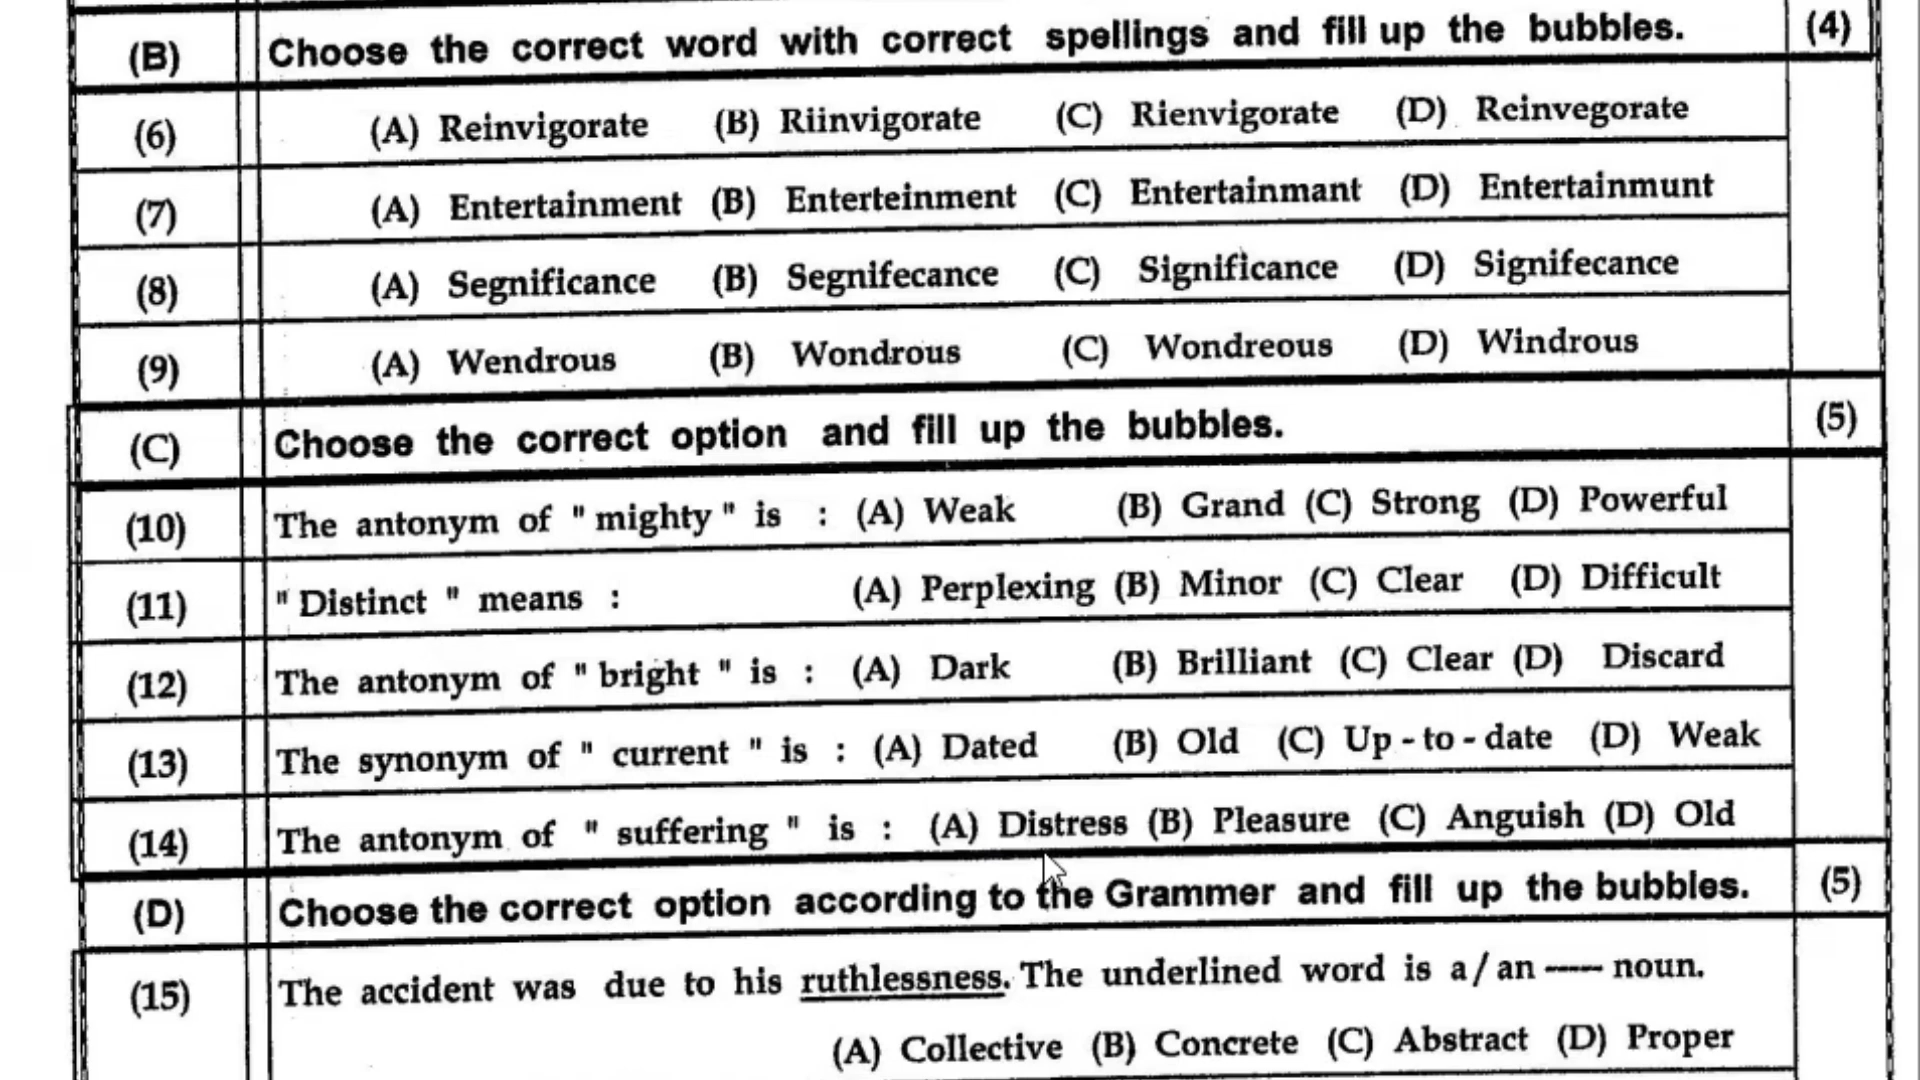 (B) Choose the correct word with correct spellings and fill up the bubbles. (4)
(6) (A) Reinvigorate (B) Riinvigorate (C) Rienvigorate (D) Reinvegorate
(7) (A) Entertainment (B) Enterteinment (C) Entertainmant (D) Entertainmunt
(8) (A) Segnificance (B) Segnifecance (C) Significance (D) Signifecance
(9) (A) Wendrous (B) Wondrous (C) Wondreous (D) Windrous
(C) Choose the correct option and fill up the bubbles. (5)
(10) The antonym of " mighty " is : (A) Weak (B) Grand (C) Strong (D) Powerful
(11) " Distinct " means : (A) Perplexing (B) Minor (C) Clear (D) Difficult
(12) The antonym of " bright " is : (A) Dark (B) Brilliant (C) Clear (D) Discard
(13) The synonym of " current " is : (A) Dated (B) Old (C) Up - to - date (D) Weak
(14) The antonym of " suffering " is : (A) Distress (B) Pleasure (C) Anguish (D) Old
(D) Choose the correct option according to the Grammer and fill up the bubbles. (5)
(15) The accident was due to his ruthlessness. The underlined word is a / an ---- noun.
(A) Collective (B) Concrete (C) Abstract (D) Proper